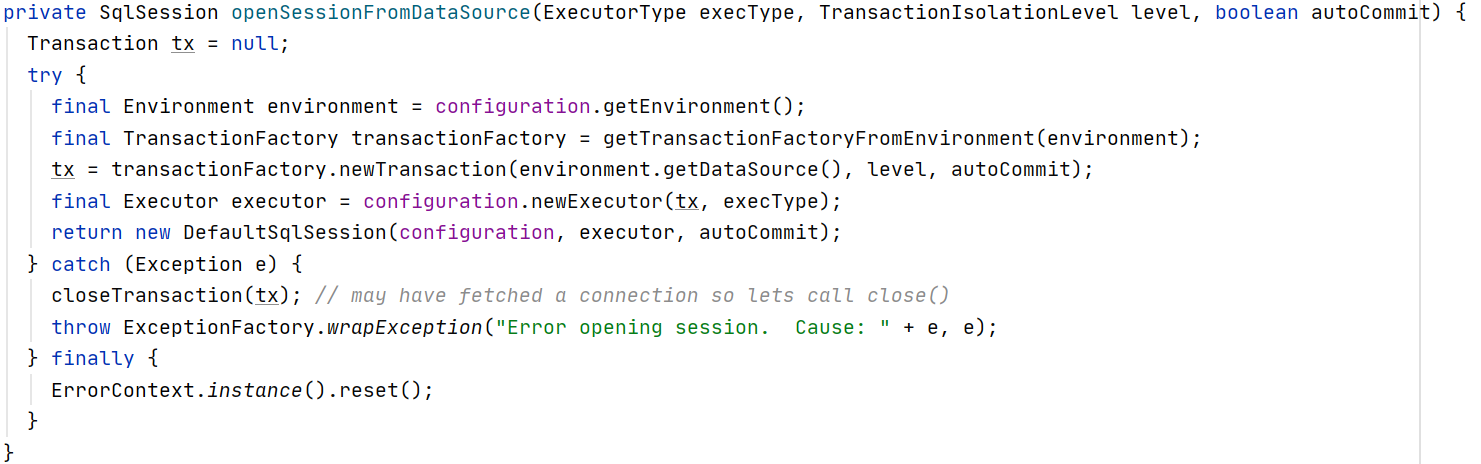 private SqlSession openSessionFromDataSource(ExecutorType execType, TransactionIsolationLevel level, boolean autoCommit) {
  Transaction tx = null;
  try {
    final Environment environment = configuration.getEnvironment();
    final TransactionFactory transactionFactory = getTransactionFactoryFromEnvironment(environment);
    tx = transactionFactory.newTransaction(environment.getDataSource(), level, autoCommit);
    final Executor executor = configuration.newExecutor(tx, execType);
    return new DefaultSqlSession(configuration, executor, autoCommit);
  } catch (Exception e) {
    closeTransaction(tx); // may have fetched a connection so lets call close()
    throw ExceptionFactory.wrapException("Error opening session.  Cause: " + e, e);
  } finally {
    ErrorContext.instance().reset();
  }
}